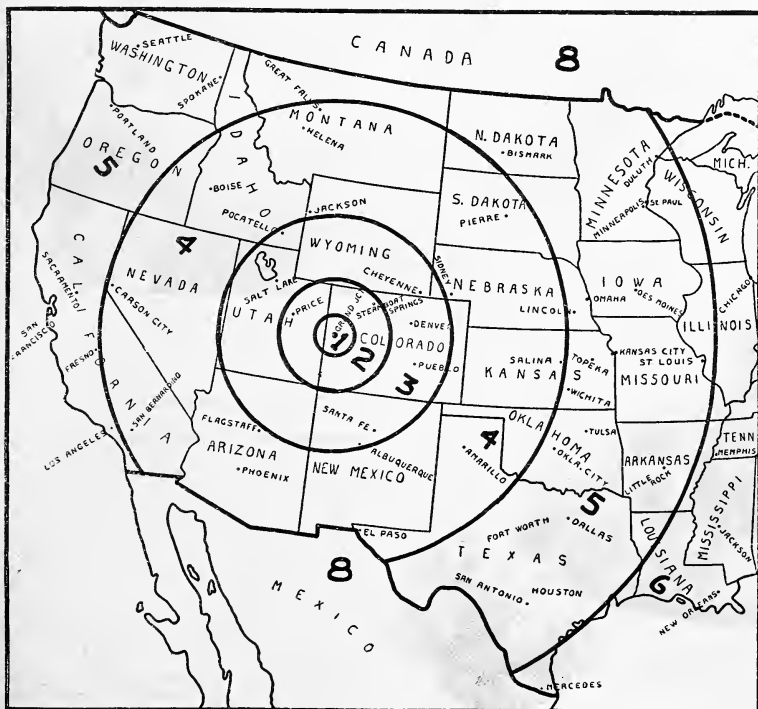 CANADA
8
SEATTLE
WASHINGTON
SPOKANE
GREAT FALLS
MONTANA
HELENA
N. DAKOTA
BISMARK
MINNESOTA
DULUTH
MICH.
WISCONSIN
PORTLAND
OREGON
5
IDAHO
BOISE
POCATELLO
JACKSON
S. DAKOTA
PIERRE
MINNEAPOLIS
ST. PAUL
4
NEVADA
CARSON CITY
WYOMING
CHEYENNE
SIDNEY
NEBRASKA
LINCOLN
OMAHA
IOWA
DES MOINES
CHICAGO
ILLINOIS
CALIFORNIA
SACRAMENTO
SAN FRANCISCO
FRESNO
SAN BERNARDINO
LOS ANGELES
SALT LAKE
UTAH
PRICE
GRAND JC
STEAMBOAT SPRINGS
DENVER
COLORADO
PUEBLO
1
2
3
SALINA
TOPEKA
KANSAS
WICHITA
KANSAS CITY
ST LOUIS
MISSOURI
FLAGSTAFF
ARIZONA
PHOENIX
SANTA FE
ALBUQUERQUE
NEW MEXICO
4
AMARILLO
OKLAHOMA
TULSA
OKLA. CITY
ARKANSAS
LITTLE ROCK
TENN
MEMPHIS
MISSISSIPPI
JACKSON
EL PASO
FORT WORTH
5
DALLAS
TEXAS
SAN ANTONIO
HOUSTON
LOUISIANA
6
NEW ORLEANS
8
MEXICO
MERCEDES